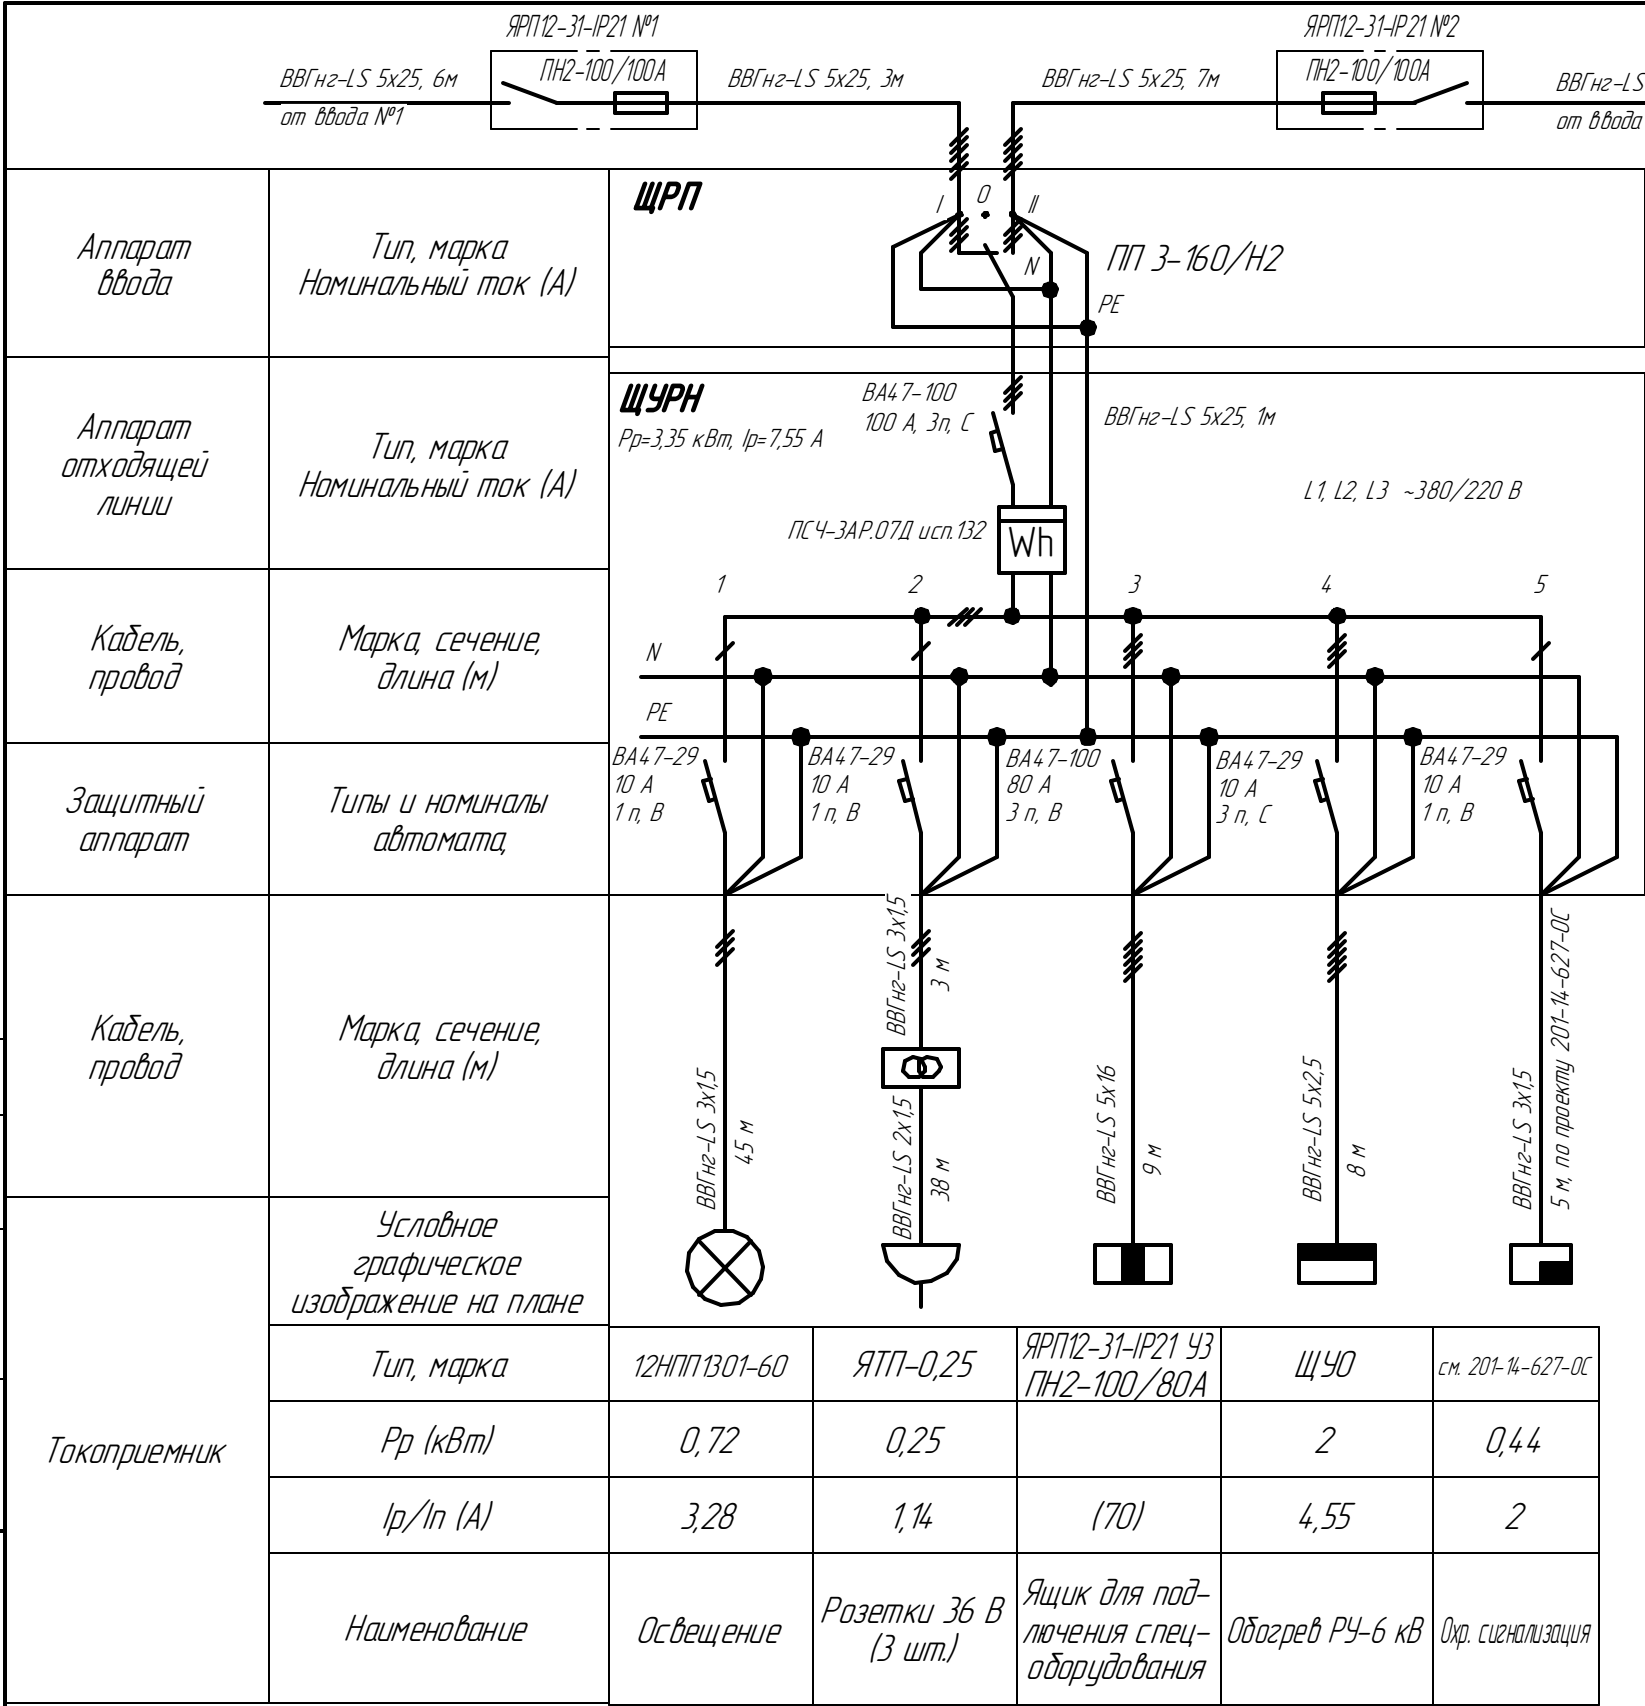 ЯРП12-31-IP21 №1
ЯРП12-31-IP21 №2
ВВГнг-LS 5х25, 6м
ПН2-100/100А
ВВГнг-LS 5х25, 3м
ВВГнг-LS 5х25, 7м
ПН2-100/100А
ВВГнг-LS
от ввода №1
от ввода
Аппарат
ввода
Тип, марка
Номинальный ток (А)
ЩРП
I
0
II
N
PE
ПП 3-160/Н2
Аппарат
отходящей
линии
Тип, марка
Номинальный ток (А)
ЩУРН
Рр=3,35 кВт, Iр=7,55 А
ВА47-100
100 А, 3п, С
ВВГнг-LS 5х25, 1м
L1, L2, L3 ~380/220 В
ПСЧ-3АР.07Д исп.132
Wh
Кабель,
провод
Марка, сечение,
длина (м)
1
2
3
4
5
N
PE
Защитный
аппарат
Типы и номиналы
автомата,
ВА47-29
10 А
1 п, В
ВА47-29
10 А
1 п, В
ВА47-100
80 А
3 п, В
ВА47-29
10 А
3 п, С
ВА47-29
10 А
1 п, В
Кабель,
провод
Марка, сечение,
длина (м)
ВВГнг-LS 3х1,5
45 м
ВВГнг-LS 3х1,5
3 м
ВВГнг-LS 2х1,5
38 м
ВВГнг-LS 5х16
9 м
ВВГнг-LS 5х2,5
8 м
ВВГнг-LS 3х1,5
5 м, по проекту 201-14-627-ОС
Токоприемник
Условное
графическое
изображение на плане
Тип, марка
12НПП1301-60
ЯТП-0,25
ЯРП12-31-IP21 У3
ПН2-100/80А
ЩУО
см. 201-14-627-ОС
Рр (кВт)
0,72
0,25
2
0,44
Iр/Iп (А)
3,28
1,14
(70)
4,55
2
Наименование
Освещение
Розетки 36 В
(3 шт.)
Ящик для под-
лючения спец-
оборудования
Обогрев РУ-6 кВ
Охр. сигнализация